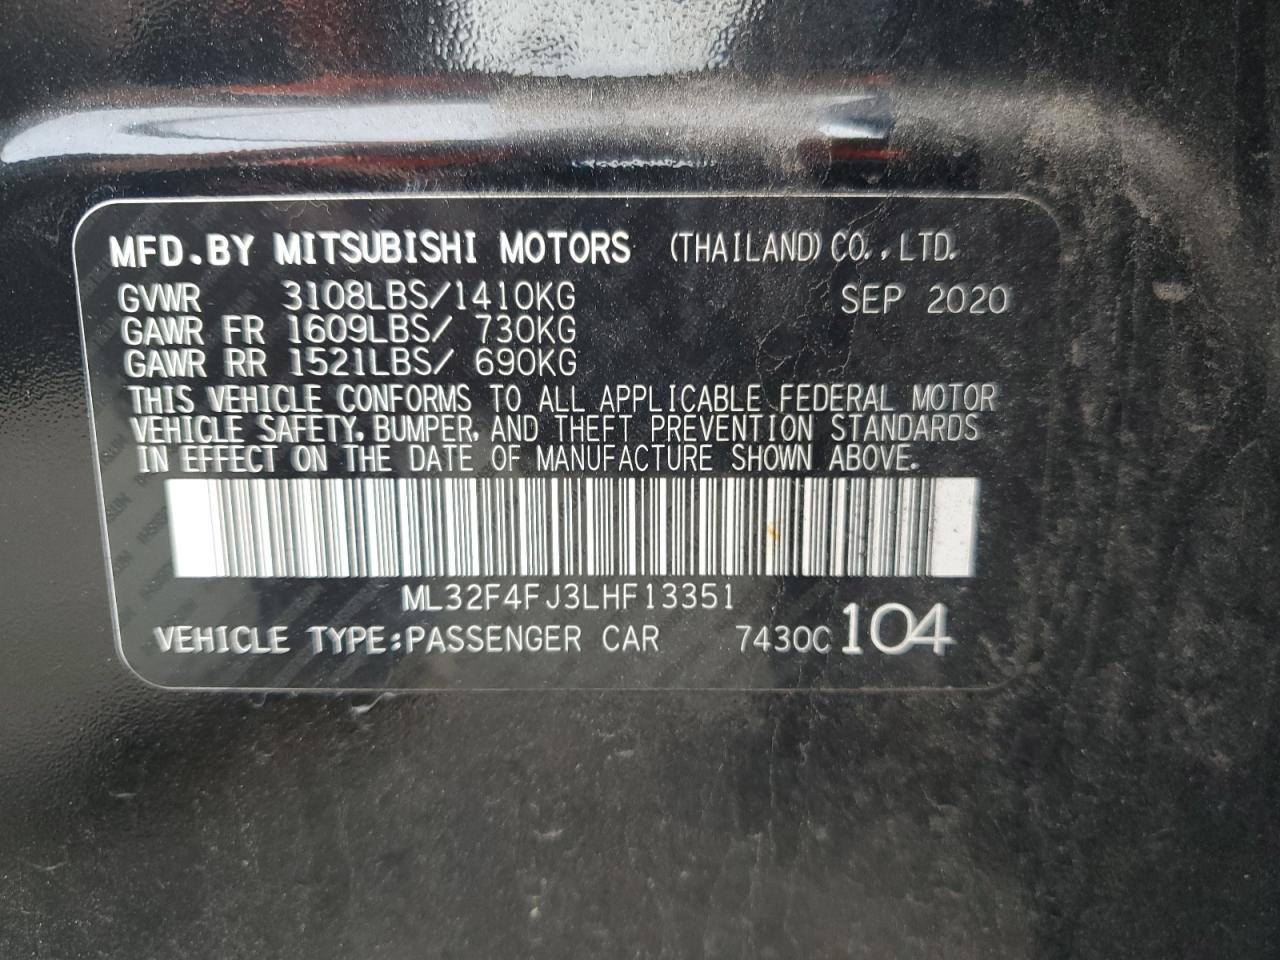 MFD.BY MITSUBISHI MOTORS (THAILAND) CO.,LTD.
GVWR 3108LBS/1410KG SEP 2020
GAWR FR 1609LBS/ 730KG
GAWR RR 1521LBS/ 690KG
THIS VEHICLE CONFORMS TO ALL APPLICABLE FEDERAL MOTOR
VEHICLE SAFETY, BUMPER, AND THEFT PREVENTION STANDARDS
IN EFFECT ON THE DATE OF MANUFACTURE SHOWN ABOVE.
ML32F4FJ3LHF13351
VEHICLE TYPE:PASSENGER CAR 7430C 104